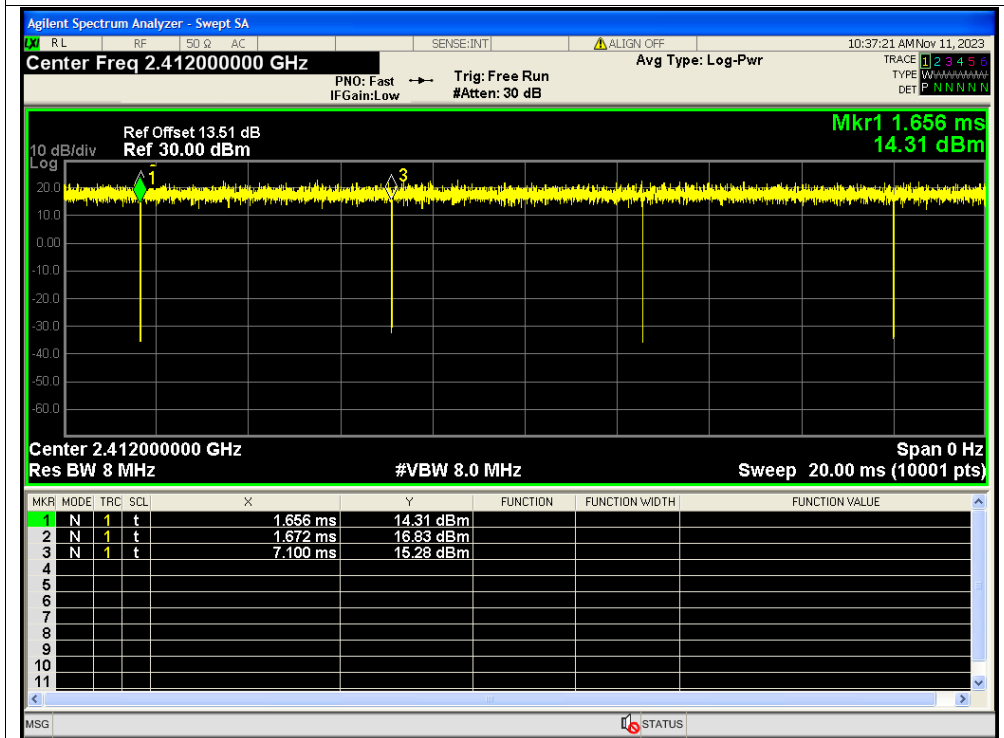 Agilent Spectrum Analyzer - Swept SA
LXI RL RF 50 Ω AC SENSE:INT ALIGN OFF 10:37:21 AM Nov 11, 2023
Center Freq 2.412000000 GHz
PNO: Fast
IFGain:Low
Trig: Free Run
#Atten: 30 dB
Avg Type: Log-Pwr
TRACE 1 2 3 4 5 6
TYPE W
DET P N N N N N
Mkr1 1.656 ms
14.31 dBm
Ref Offset 13.51 dB
10 dB/div Ref 30.00 dBm
Log
1
3
20.0
10.0
0.00
-10.0
-20.0
-30.0
-40.0
-50.0
-60.0
Center 2.412000000 GHz Span 0 Hz
Res BW 8 MHz #VBW 8.0 MHz Sweep 20.00 ms (10001 pts)
MKR MODE TRC SCL X Y FUNCTION FUNCTION WIDTH FUNCTION VALUE
1 N 1 t 1.656 ms 14.31 dBm
2 N 1 t 1.672 ms 16.83 dBm
3 N 1 t 7.100 ms 15.28 dBm
4
5
6
7
8
9
10
11
MSG STATUS